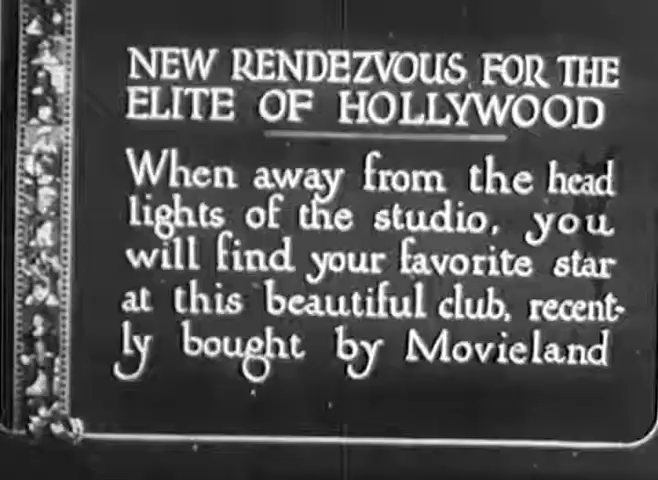 NEW RENDEZVOUS FOR THE
ELITE OF HOLLYWOOD
When away from the head
lights of the studio, you
will find your favorite star
at this beautiful club, recent-
ly bought by Movieland